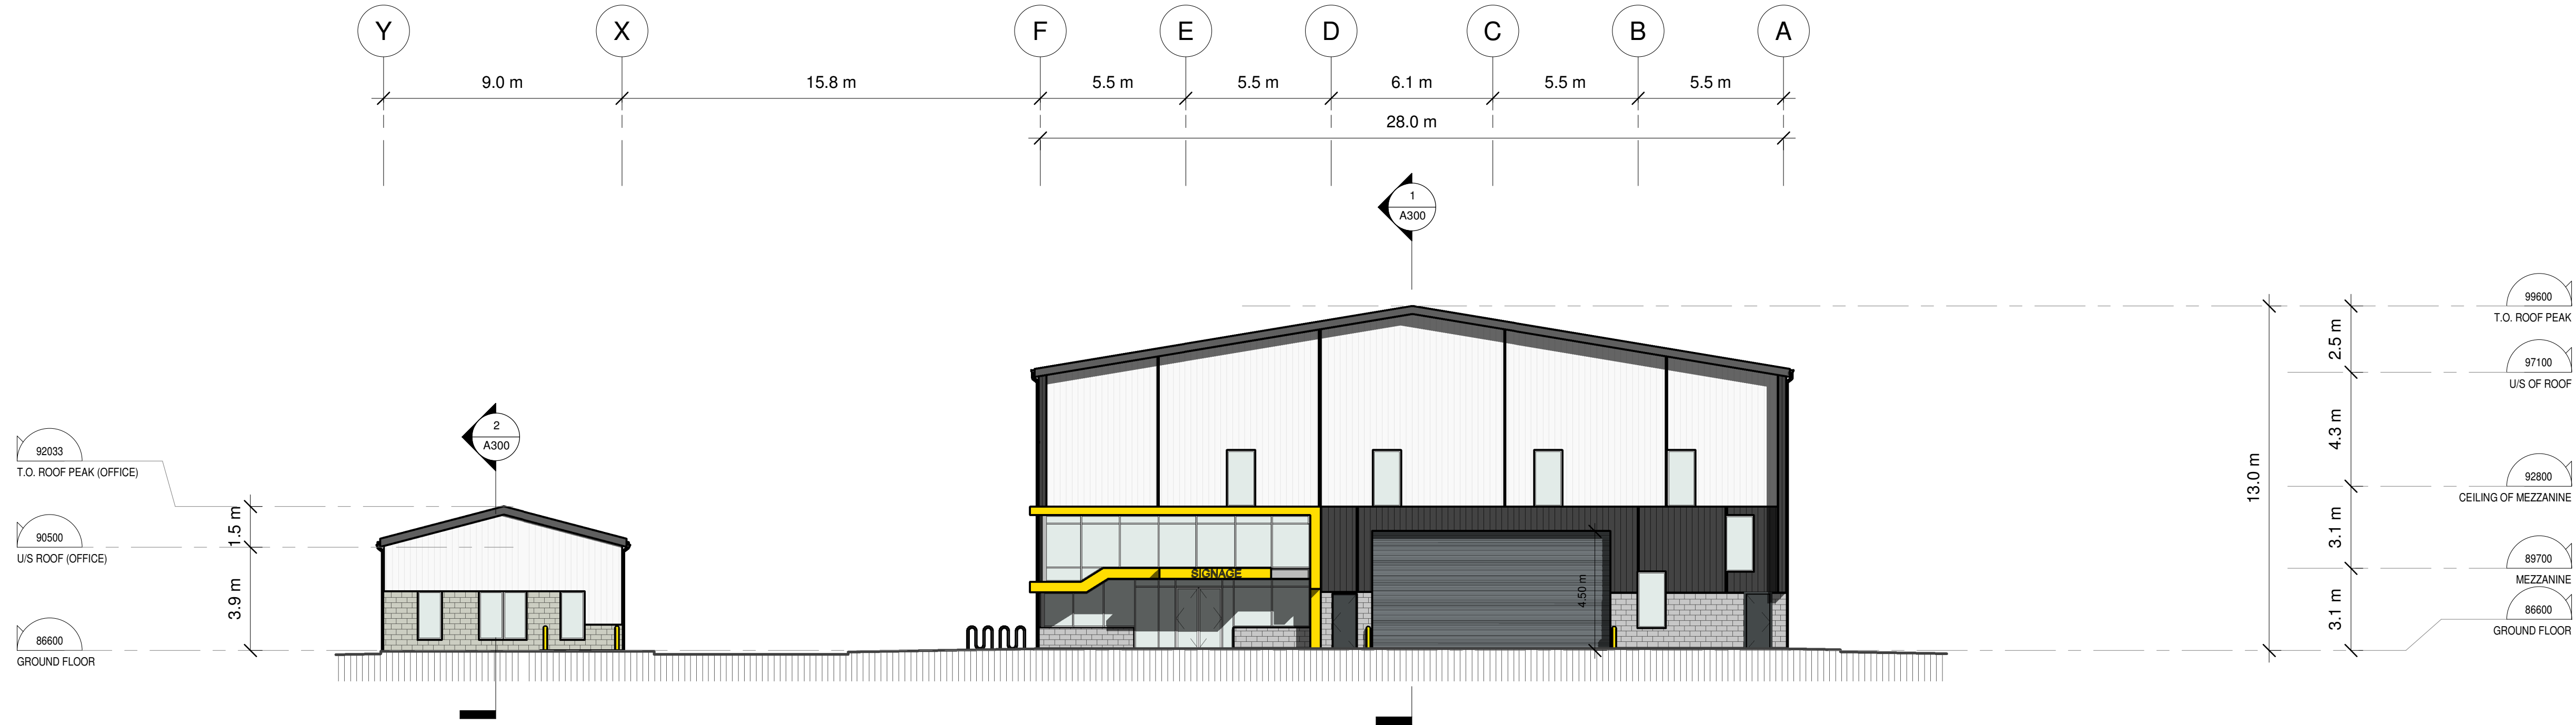 Y
X
F
E
D
C
B
A
9.0 m
15.8 m
5.5 m
5.5 m
6.1 m
5.5 m
5.5 m
28.0 m
1
A300
2
A300
92033
T.O. ROOF PEAK (OFFICE)
90500
U/S ROOF (OFFICE)
86600
GROUND FLOOR
1.5 m
3.9 m
SIGNAGE
4.50 m
13.0 m
2.5 m
4.3 m
3.1 m
3.1 m
99600
T.O. ROOF PEAK
97100
U/S OF ROOF
92800
CEILING OF MEZZANINE
89700
MEZZANINE
86600
GROUND FLOOR